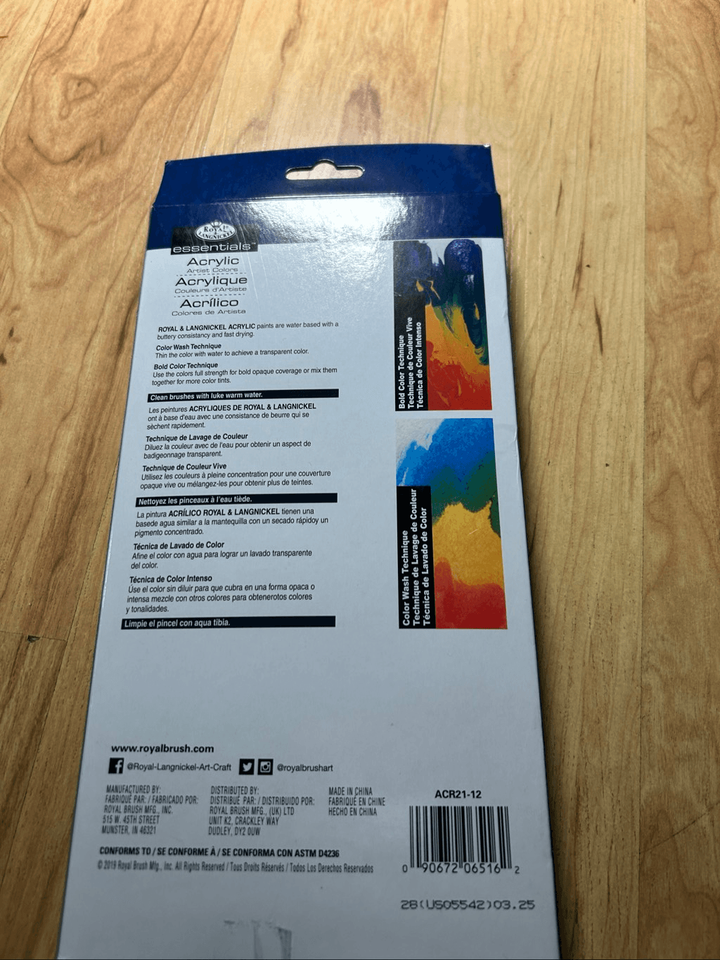 ROYAL & LANGNICKEL
essentials™
Acrylic
Artist Colors
Acrylique
Couleurs d'Artiste
Acrílico
Colores de Artista
ROYAL & LANGNICKEL ACRYLIC paints are water based with a
buttery consistancy and fast drying.
Color Wash Technique
Thin the color with water to achieve a transparent color.
Bold Color Technique
Use the colors full strength for bold opaque coverage or mix them
together for more color tints.
Clean brushes with luke warm water.
Les peintures ACRYLIQUES DE ROYAL & LANGNICKEL
ont à base d'eau avec une consistance de beurre qui se
sèchent rapidement.
Technique de Lavage de Couleur
Diluez la couleur avec de l'eau pour obtenir un aspect de
badigeonnage transparent.
Technique de Couleur Vive
Utilisez les couleurs à pleine concentration pour une couverture
opaque vive ou mélangez-les pour obtenir plus de teintes.
Nettoyez les pinceaux à l'eau tiède.
La pintura ACRÍLICO ROYAL & LANGNICKEL tienen una
basede agua similar a la mantequilla con un secado rápidoy un
pigmento concentrado.
Técnica de Lavado de Color
Afine el color con agua para lograr un lavado transparente
del color.
Técnica de Color Intenso
Use el color sin diluir para que cubra en una forma opaca o
intensa mezcle con otros colores para obtenerotos colores
y tonalidades.
Limpie el pincel con aqua tibia.
Bold Color Technique
Technique de Couleur Vive
Técnica de Color Intenso
Color Wash Technique
Technique de Lavage de Couleur
Técnica de Lavado de Color
www.royalbrush.com
@Royal-Langnickel-Art-Craft
@royalbrushart
MANUFACTURED BY:
FABRIQUÉ PAR: / FABRICADO POR:
ROYAL BRUSH MFG., INC.
515 W. 45TH STREET
MUNSTER, IN 46321
DISTRIBUTED BY:
DISTRIBUÉ PAR: / DISTRIBUIDO POR:
ROYAL BRUSH MFG., (UK) LTD
UNIT K2, CRACKLEY WAY
DUDLEY, DY2 0UW
MADE IN CHINA
FABRIQUÉ EN CHINE
HECHO EN CHINA
CONFORMS TO / SE CONFORME À / SE CONFORMA CON ASTM D4236
© 2019 Royal Brush Mfg., Inc. All Rights Reserved / Tous Droits Réservés / Todos Los Derechos Reservados
ACR21-12
0 90672 06516 2
28(US05542)03.25